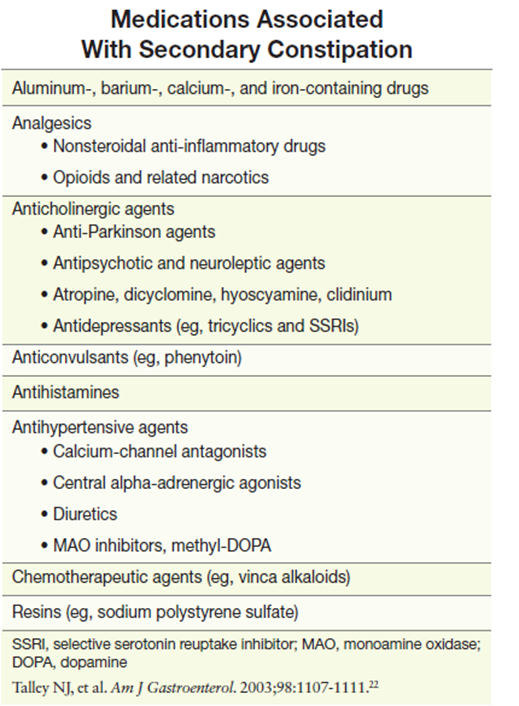 Medications Associated
With Secondary Constipation
Aluminum-, barium-, calcium-, and iron-containing drugs
Analgesics
• Nonsteroidal anti-inflammatory drugs
• Opioids and related narcotics
Anticholinergic agents
• Anti-Parkinson agents
• Antipsychotic and neuroleptic agents
• Atropine, dicyclomine, hyoscyamine, clidinium
• Antidepressants (eg, tricyclics and SSRIs)
Anticonvulsants (eg, phenytoin)
Antihistamines
Antihypertensive agents
• Calcium-channel antagonists
• Central alpha-adrenergic agonists
• Diuretics
• MAO inhibitors, methyl-DOPA
Chemotherapeutic agents (eg, vinca alkaloids)
Resins (eg, sodium polystyrene sulfate)
SSRI, selective serotonin reuptake inhibitor; MAO, monoamine oxidase;
DOPA, dopamine
Talley NJ, et al. Am J Gastroenterol. 2003;98:1107-1111.22